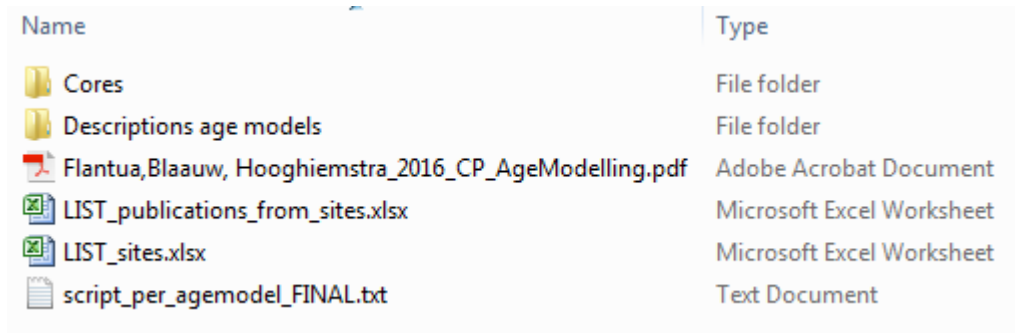 Name Type
Cores File folder
Descriptions age models File folder
Flantua,Blaauw, Hooghiemstra_2016_CP_AgeModelling.pdf Adobe Acrobat Document
LIST_publications_from_sites.xlsx Microsoft Excel Worksheet
LIST_sites.xlsx Microsoft Excel Worksheet
script_per_agemodel_FINAL.txt Text Document